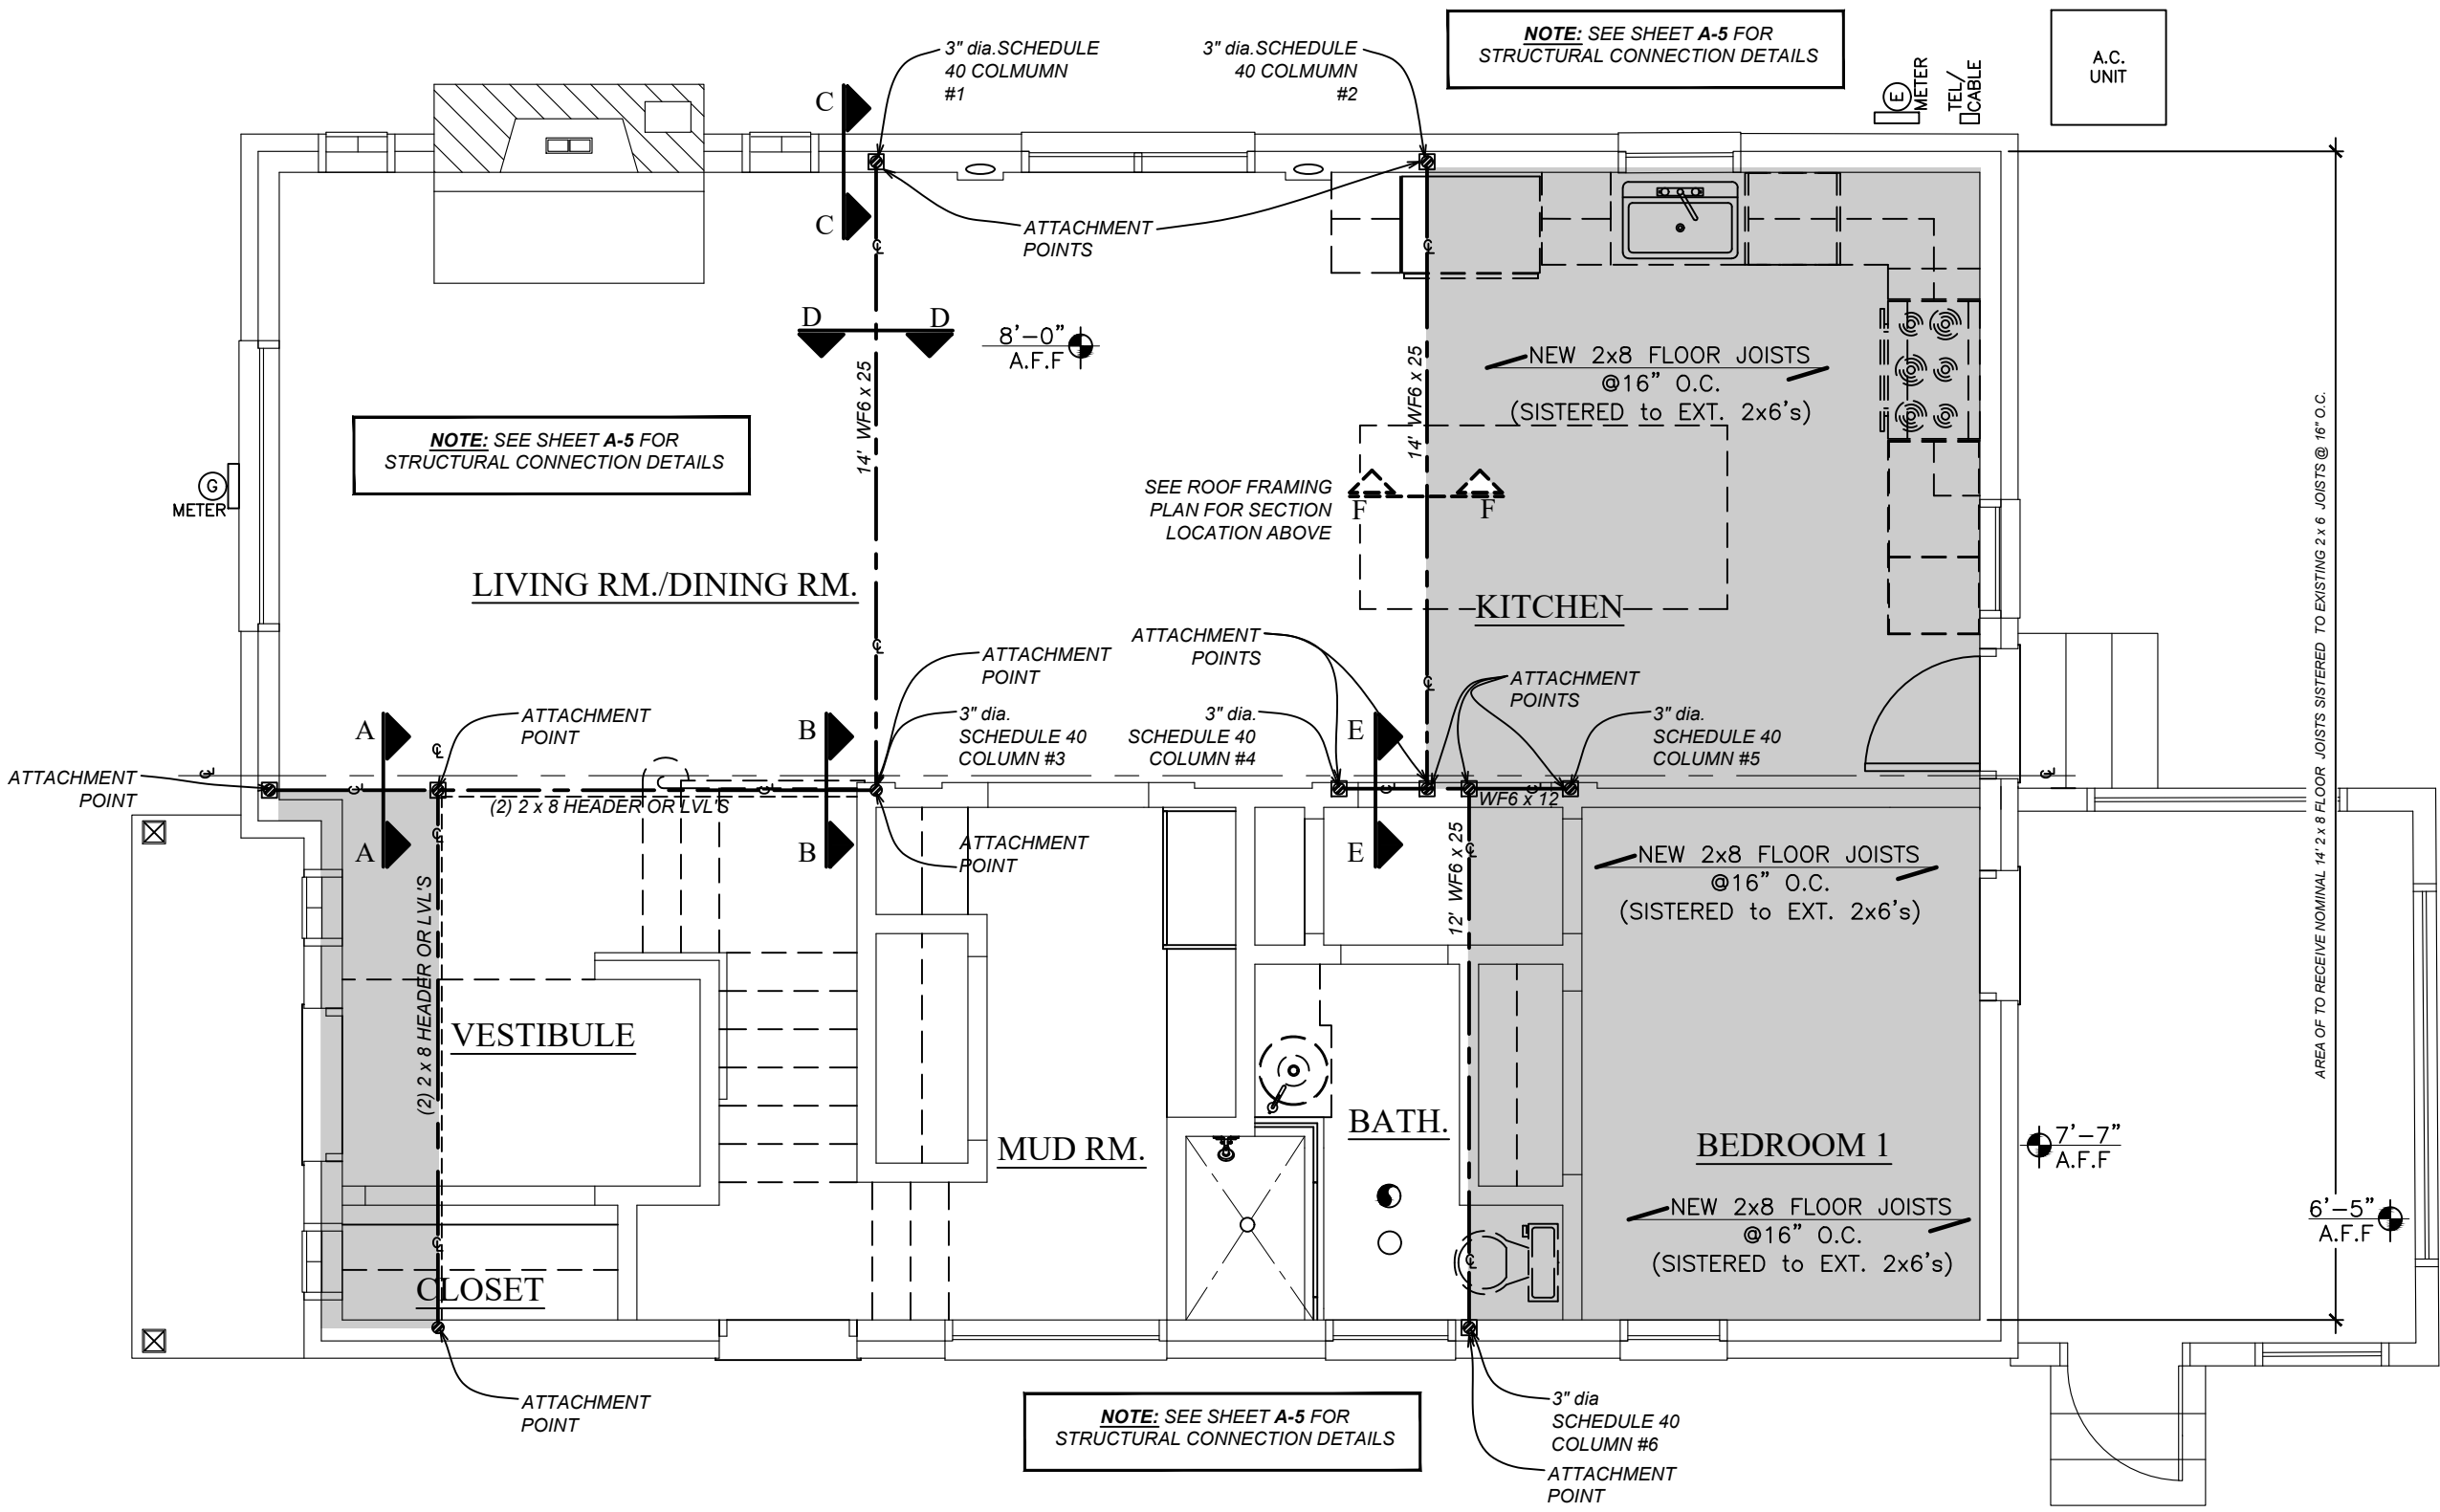 3" dia.SCHEDULE
40 COLMUMN
#1
3" dia.SCHEDULE
40 COLMUMN
#2
NOTE: SEE SHEET A-5 FOR
STRUCTURAL CONNECTION DETAILS
E
METER
TEL/
CABLE
A.C.
UNIT
C
C
ATTACHMENT
POINTS
D
D
8'-0"
A.F.F
14' WF6 x 25
14' WF6 x 25
NEW 2x8 FLOOR JOISTS
@16" O.C.
(SISTERED to EXT. 2x6's)
NOTE: SEE SHEET A-5 FOR
STRUCTURAL CONNECTION DETAILS
G
METER
SEE ROOF FRAMING
PLAN FOR SECTION
LOCATION ABOVE
F
F
AREA OF TO RECEIVE NOMINAL 14' 2 x 8 FLOOR JOISTS SISTERED TO EXISTING 2 x 6 JOISTS @ 16" O.C.
LIVING RM./DINING RM.
KITCHEN
ATTACHMENT
POINT
ATTACHMENT
POINTS
ATTACHMENT
POINTS
ATTACHMENT
POINT
A
B
3" dia.
SCHEDULE 40
COLUMN #3
3" dia.
SCHEDULE 40
COLUMN #4
E
3" dia.
SCHEDULE 40
COLUMN #5
ATTACHMENT
POINT
(2) 2 x 8 HEADER OR LVL'S
WF6 x 12
A
B
ATTACHMENT
POINT
E
12' WF6 x 25
NEW 2x8 FLOOR JOISTS
@16" O.C.
(SISTERED to EXT. 2x6's)
(2) 2 x 8 HEADER OR LVL'S
VESTIBULE
MUD RM.
BATH.
BEDROOM 1
7'-7"
A.F.F
NEW 2x8 FLOOR JOISTS
@16" O.C.
(SISTERED to EXT. 2x6's)
6'-5"
A.F.F
CLOSET
ATTACHMENT
POINT
NOTE: SEE SHEET A-5 FOR
STRUCTURAL CONNECTION DETAILS
3" dia
SCHEDULE 40
COLUMN #6
ATTACHMENT
POINT